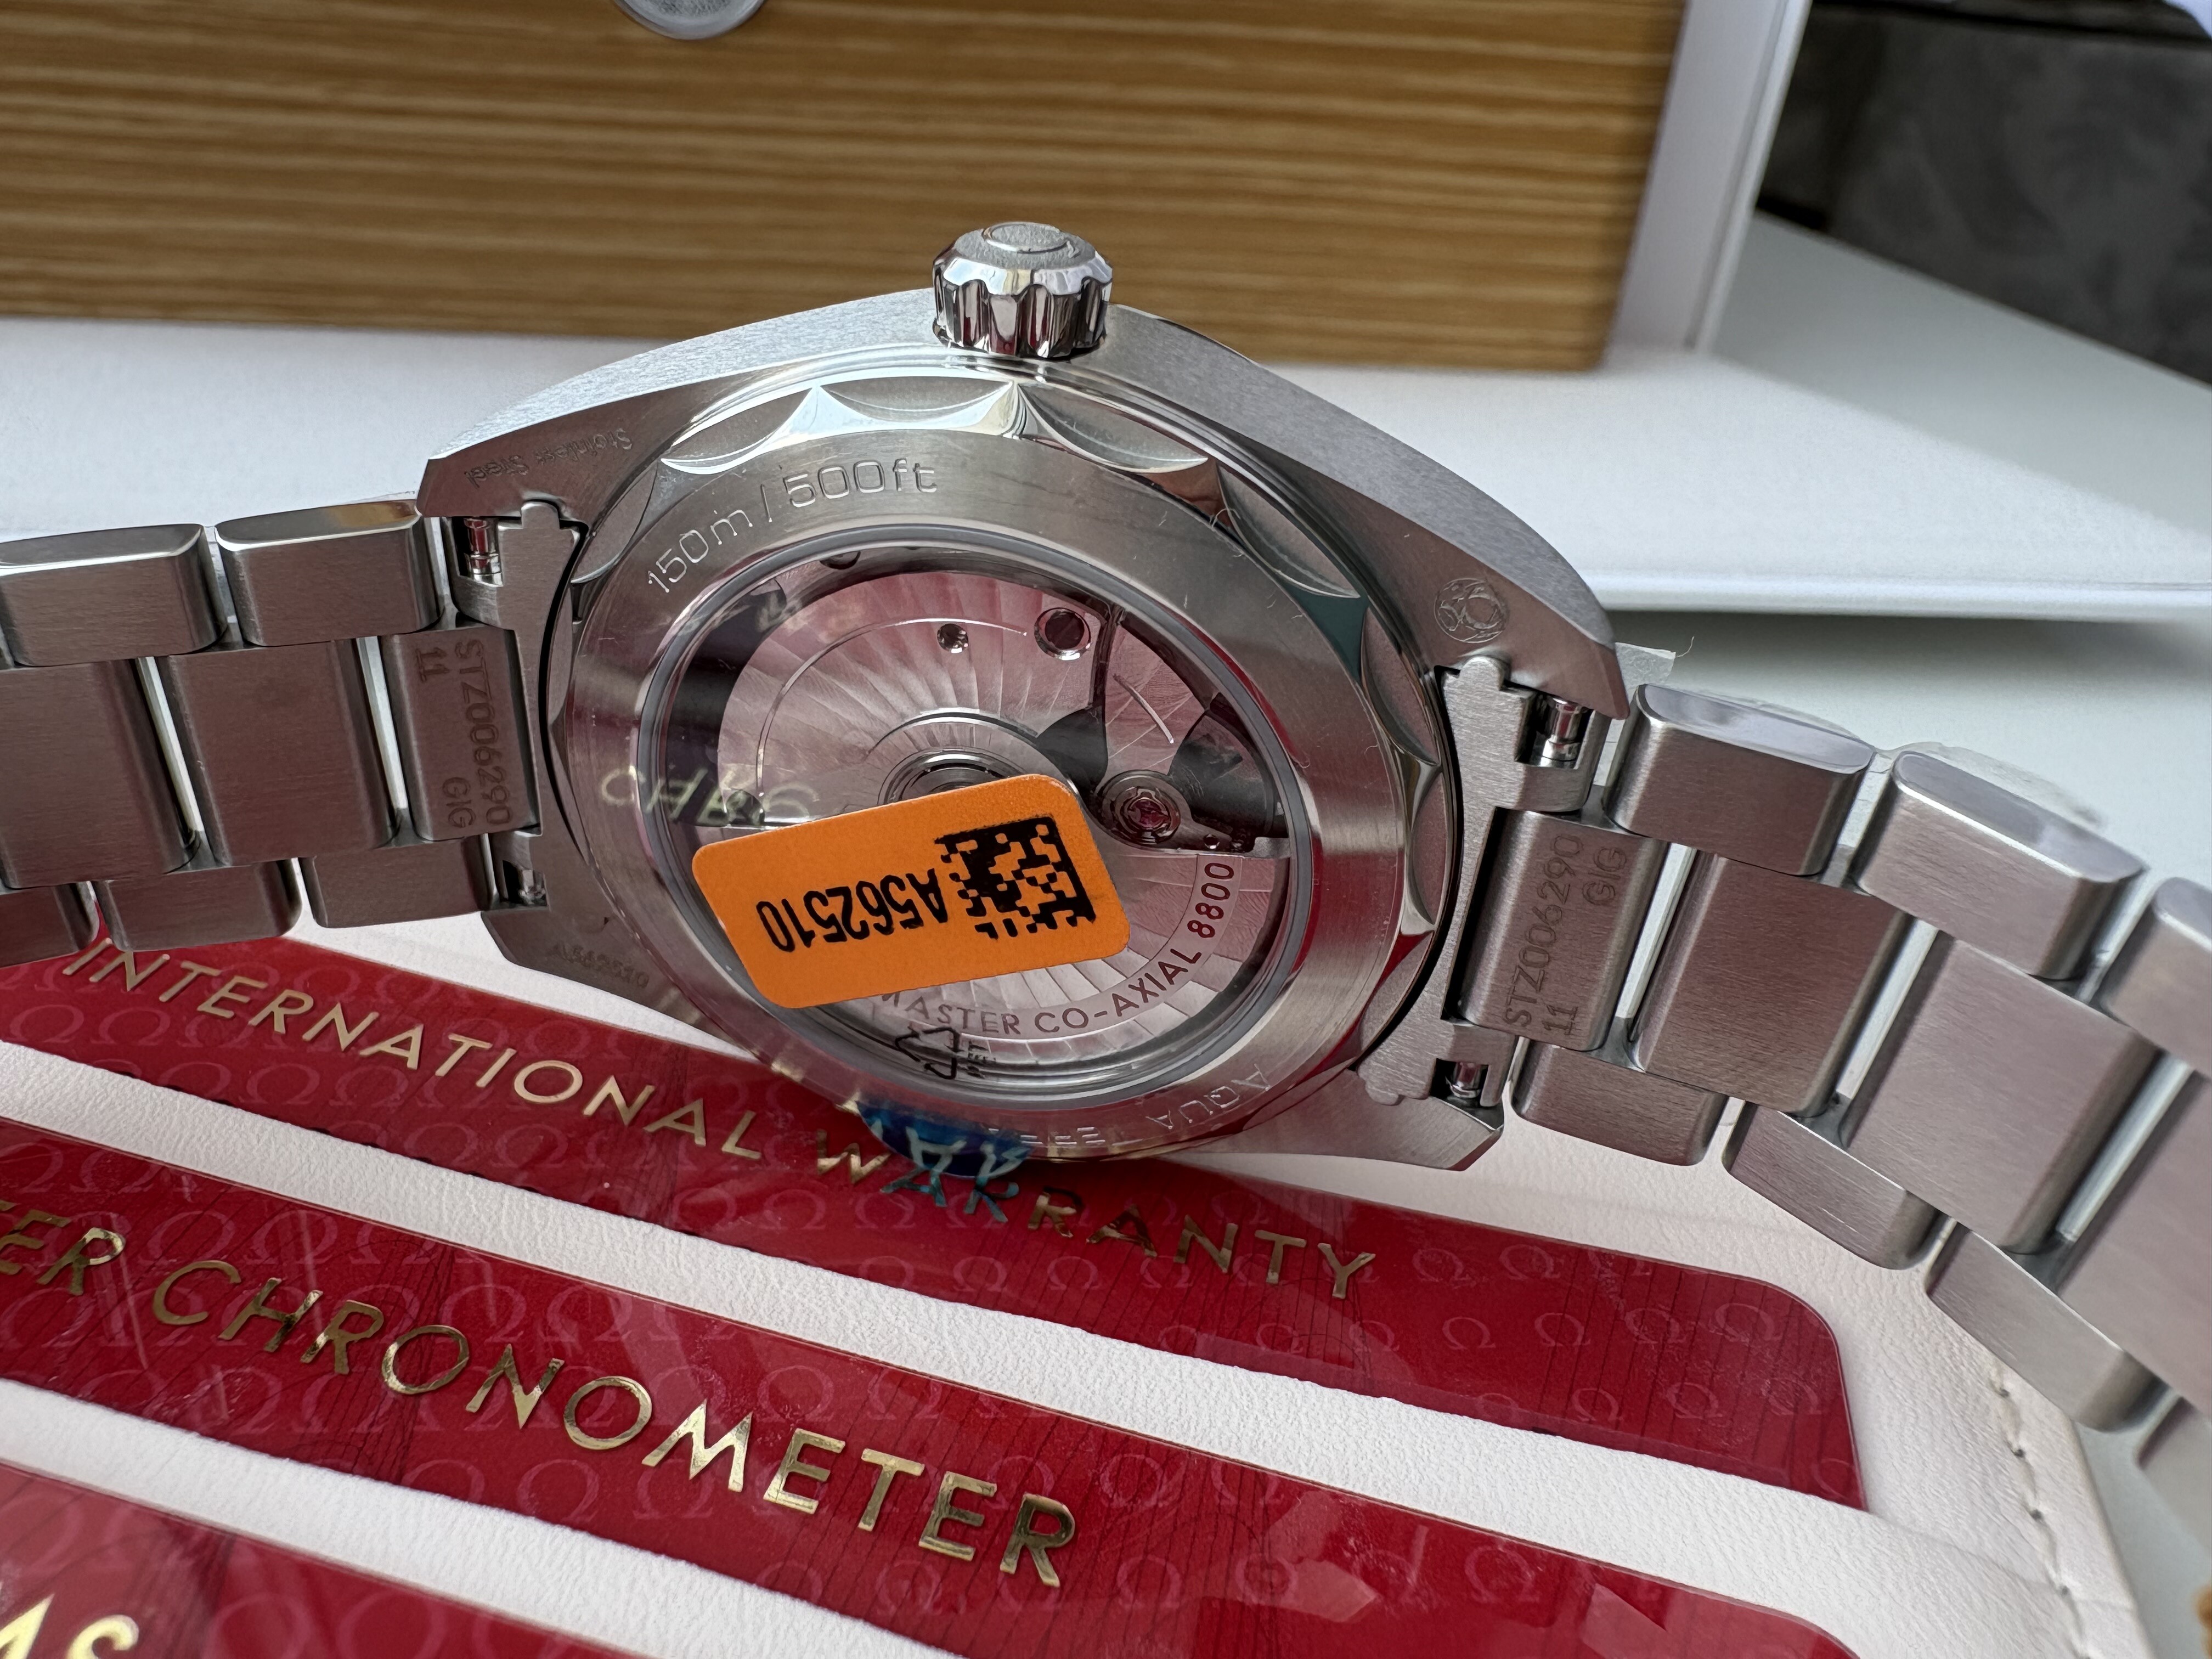 Stainless Steel
150m / 500ft
STZ006290
11 GIG
A562510
MASTER CO-AXIAL 8800
AQUA TERRA
A562510
STZ006290
11 GIG
INTERNATIONAL WARRANTY
CHRONOMETER